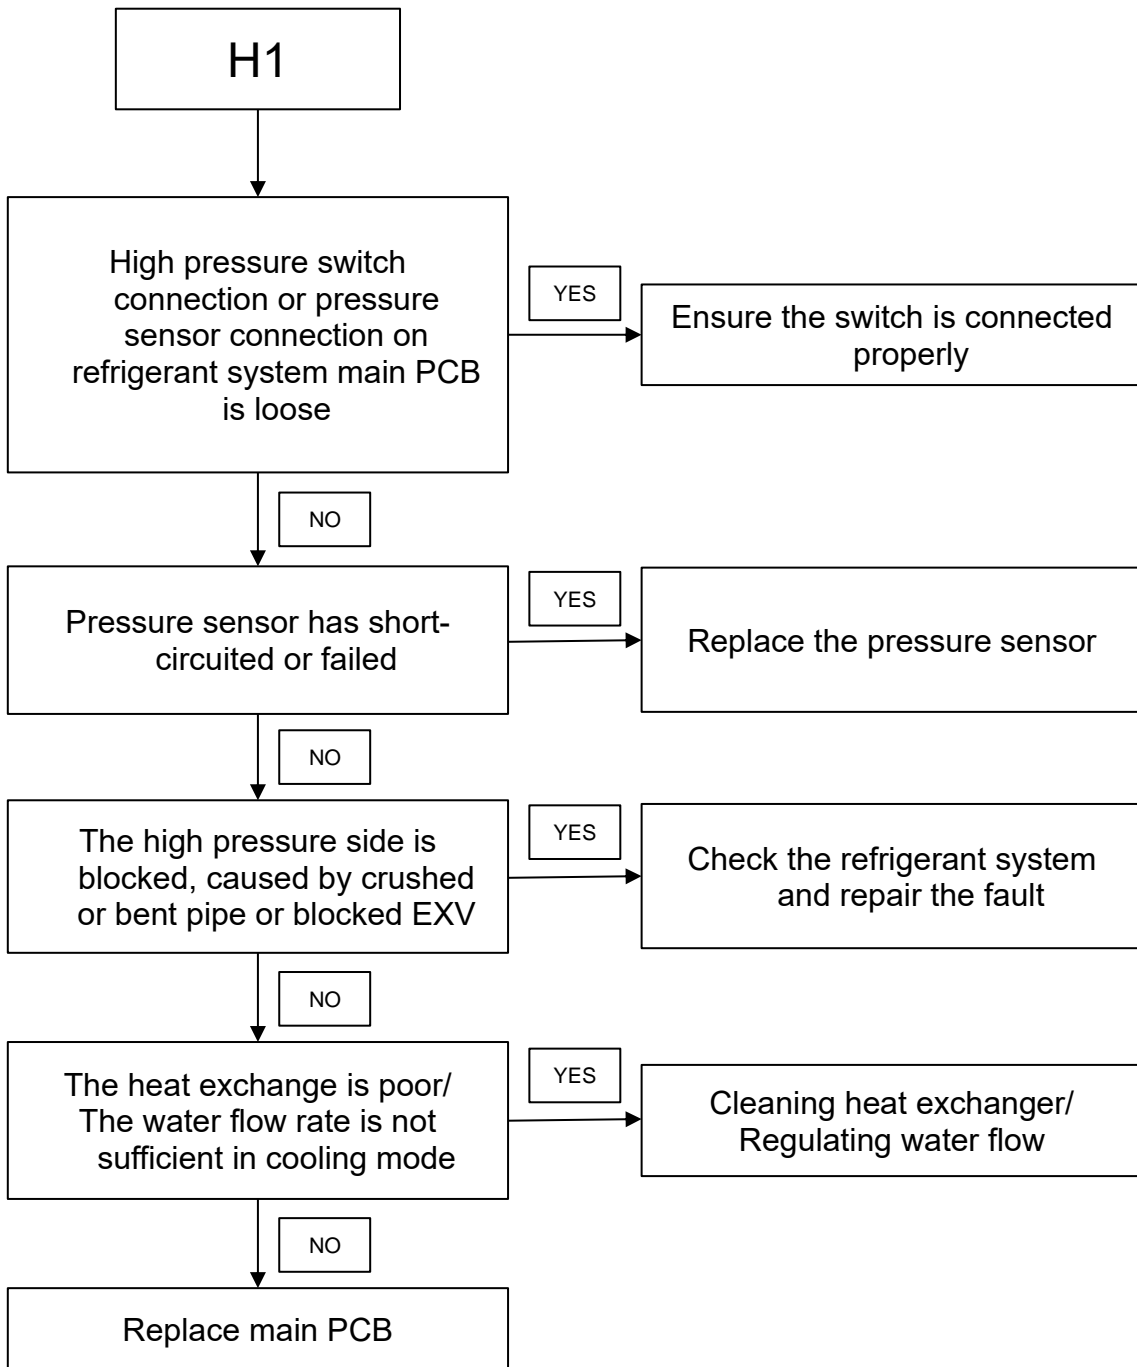 H1
High pressure switch
connection or pressure
sensor connection on
refrigerant system main PCB
is loose
YES
Ensure the switch is connected
properly
NO
Pressure sensor has short-
circuited or failed
YES
Replace the pressure sensor
NO
The high pressure side is
blocked, caused by crushed
or bent pipe or blocked EXV
YES
Check the refrigerant system
and repair the fault
NO
The heat exchange is poor/
The water flow rate is not
sufficient in cooling mode
YES
Cleaning heat exchanger/
Regulating water flow
NO
Replace main PCB